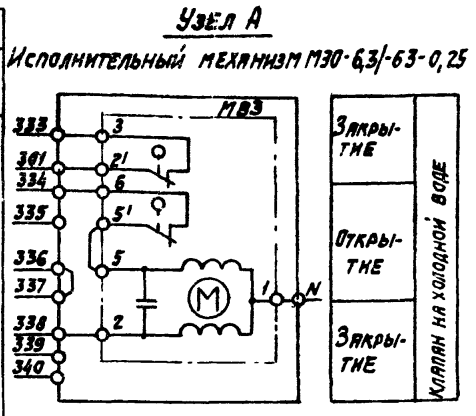 Узел А
Исполнительный механизм МЭО-6,3/-63-0,25
МВЗ
333
3
301
2'
334
6
335
5'
336
5
337
М
1
N
338
2
339
340
Закры-
тие
Откры-
тие
Закры-
тие
Клапан на холодной воде